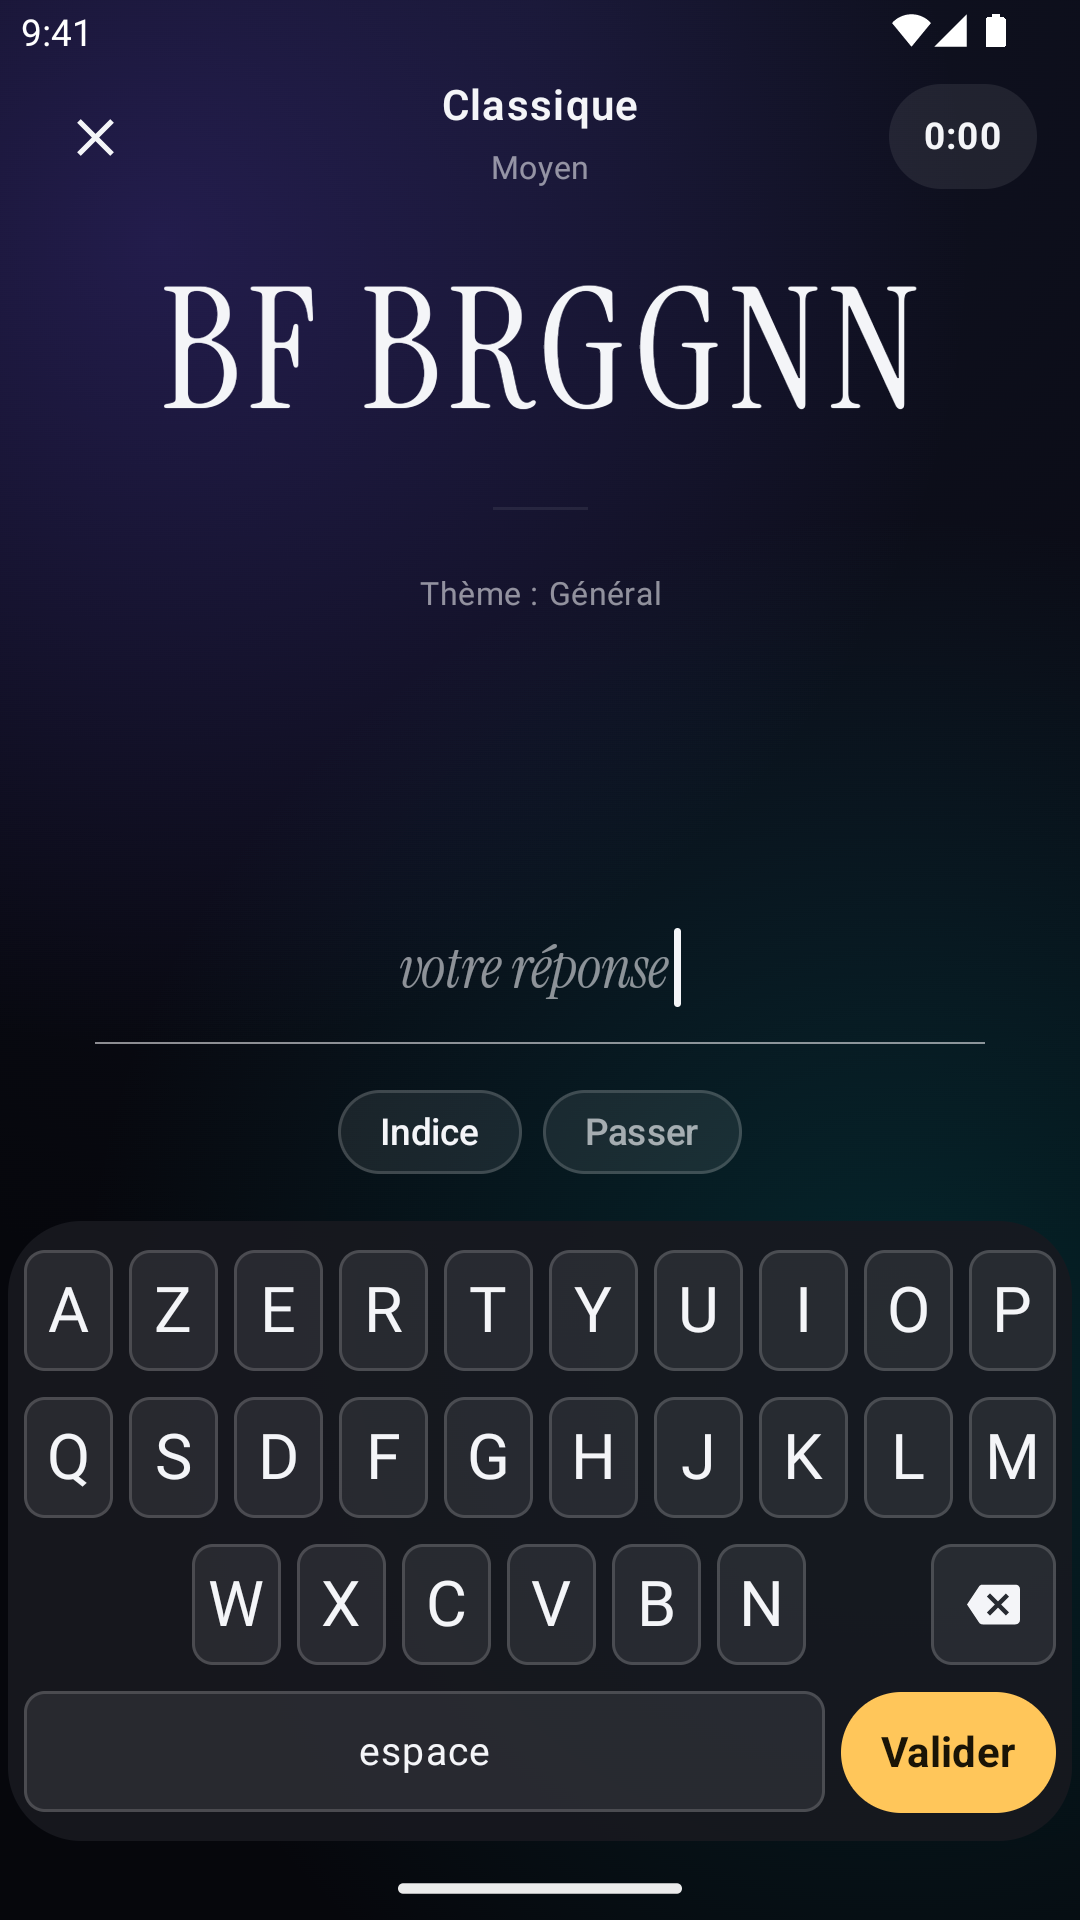 9:41
Classique
Moyen
0:00
BF BRGGNN
Thème : Général
votre réponse
Indice
Passer
A Z E R T Y U I O P
Q S D F G H J K L M
W X C V B N
espace
Valider